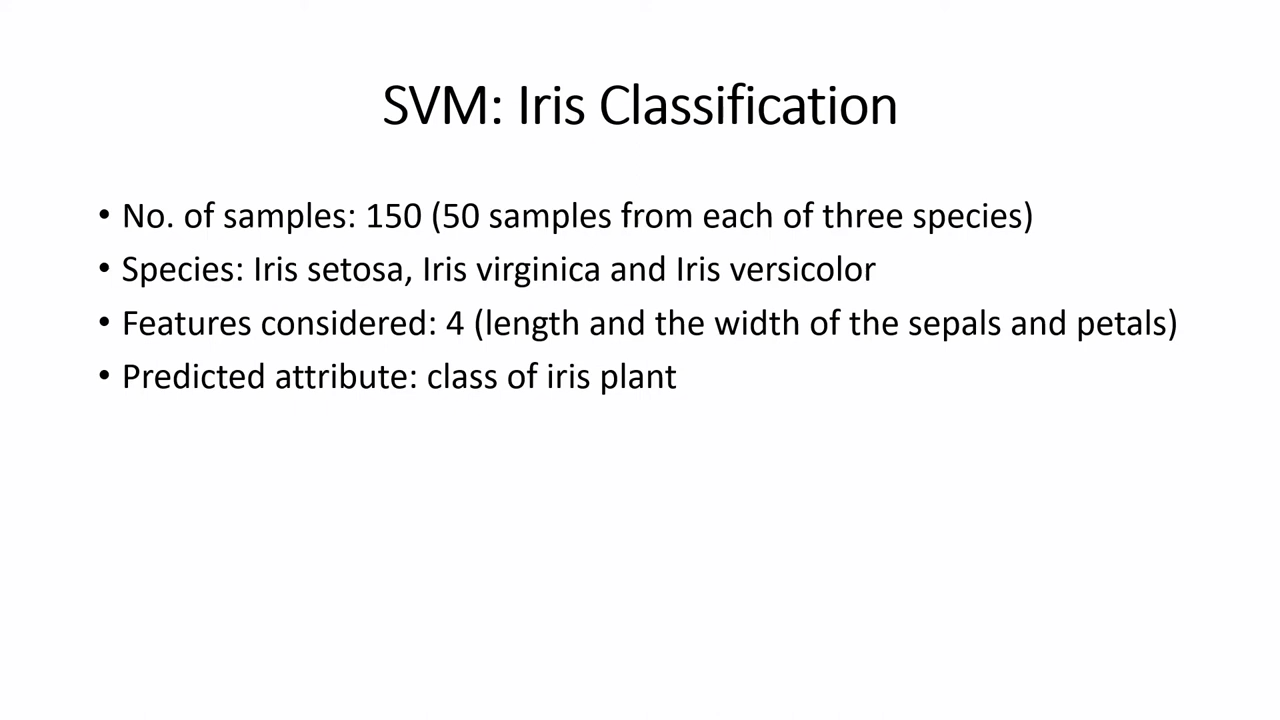 SVM: Iris Classification
• No. of samples: 150 (50 samples from each of three species)
• Species: Iris setosa, Iris virginica and Iris versicolor
• Features considered: 4 (length and the width of the sepals and petals)
• Predicted attribute: class of iris plant